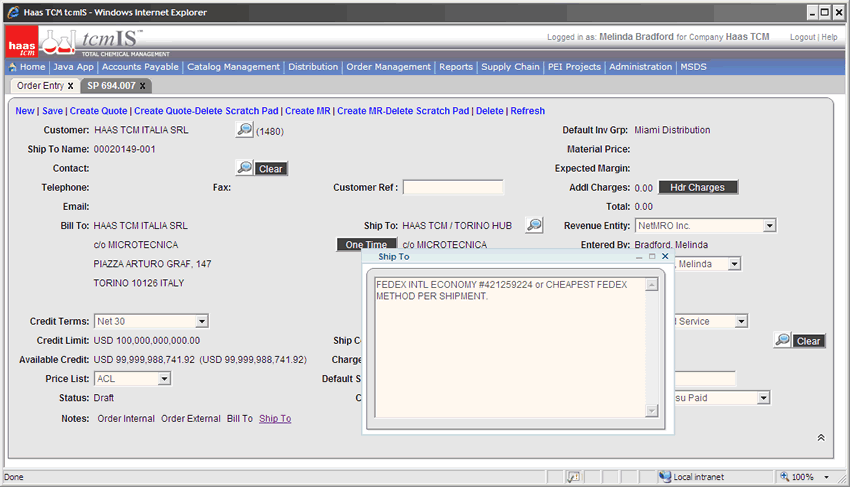 Haas TCM tcmIS - Windows Internet Explorer
haas tcm
tcmIS™
TOTAL CHEMICAL MANAGEMENT
Logged in as: Melinda Bradford for Company Haas TCM Logout | Help
Home Java App Accounts Payable Catalog Management Distribution Order Management Reports Supply Chain PEI Projects Administration MSDS
Order Entry x SP 694.007 x
New | Save | Create Quote | Create Quote-Delete Scratch Pad | Create MR | Create MR-Delete Scratch Pad | Delete | Refresh
Customer: HAAS TCM ITALIA SRL (1480) Default Inv Grp: Miami Distribution
Ship To Name: 00020149-001 Material Price:
Contact: Clear Expected Margin:
Telephone: Fax: Customer Ref : Addl Charges: 0.00 Hdr Charges
Email: Total: 0.00
Bill To: HAAS TCM ITALIA SRL Ship To: HAAS TCM / TORINO HUB Revenue Entity: NetMRO Inc.
c/o MICROTECNICA One Time c/o MICROTECNICA Entered By: Bradford, Melinda
PIAZZA ARTURO GRAF, 147 , Melinda
TORINO 10126 ITALY
Ship To
FEDEX INTL ECONOMY #421259224 or CHEAPEST FEDEX
METHOD PER SHIPMENT.
Credit Terms: Net 30 d Service
Credit Limit: USD 100,000,000,000.00 Ship Co Clear
Available Credit: USD 99,999,988,741.92 (USD 99,999,988,741.92) Charge
Price List: ACL Default S
Status: Draft C su Paid
Notes: Order Internal Order External Bill To Ship To
Done Local intranet 100%